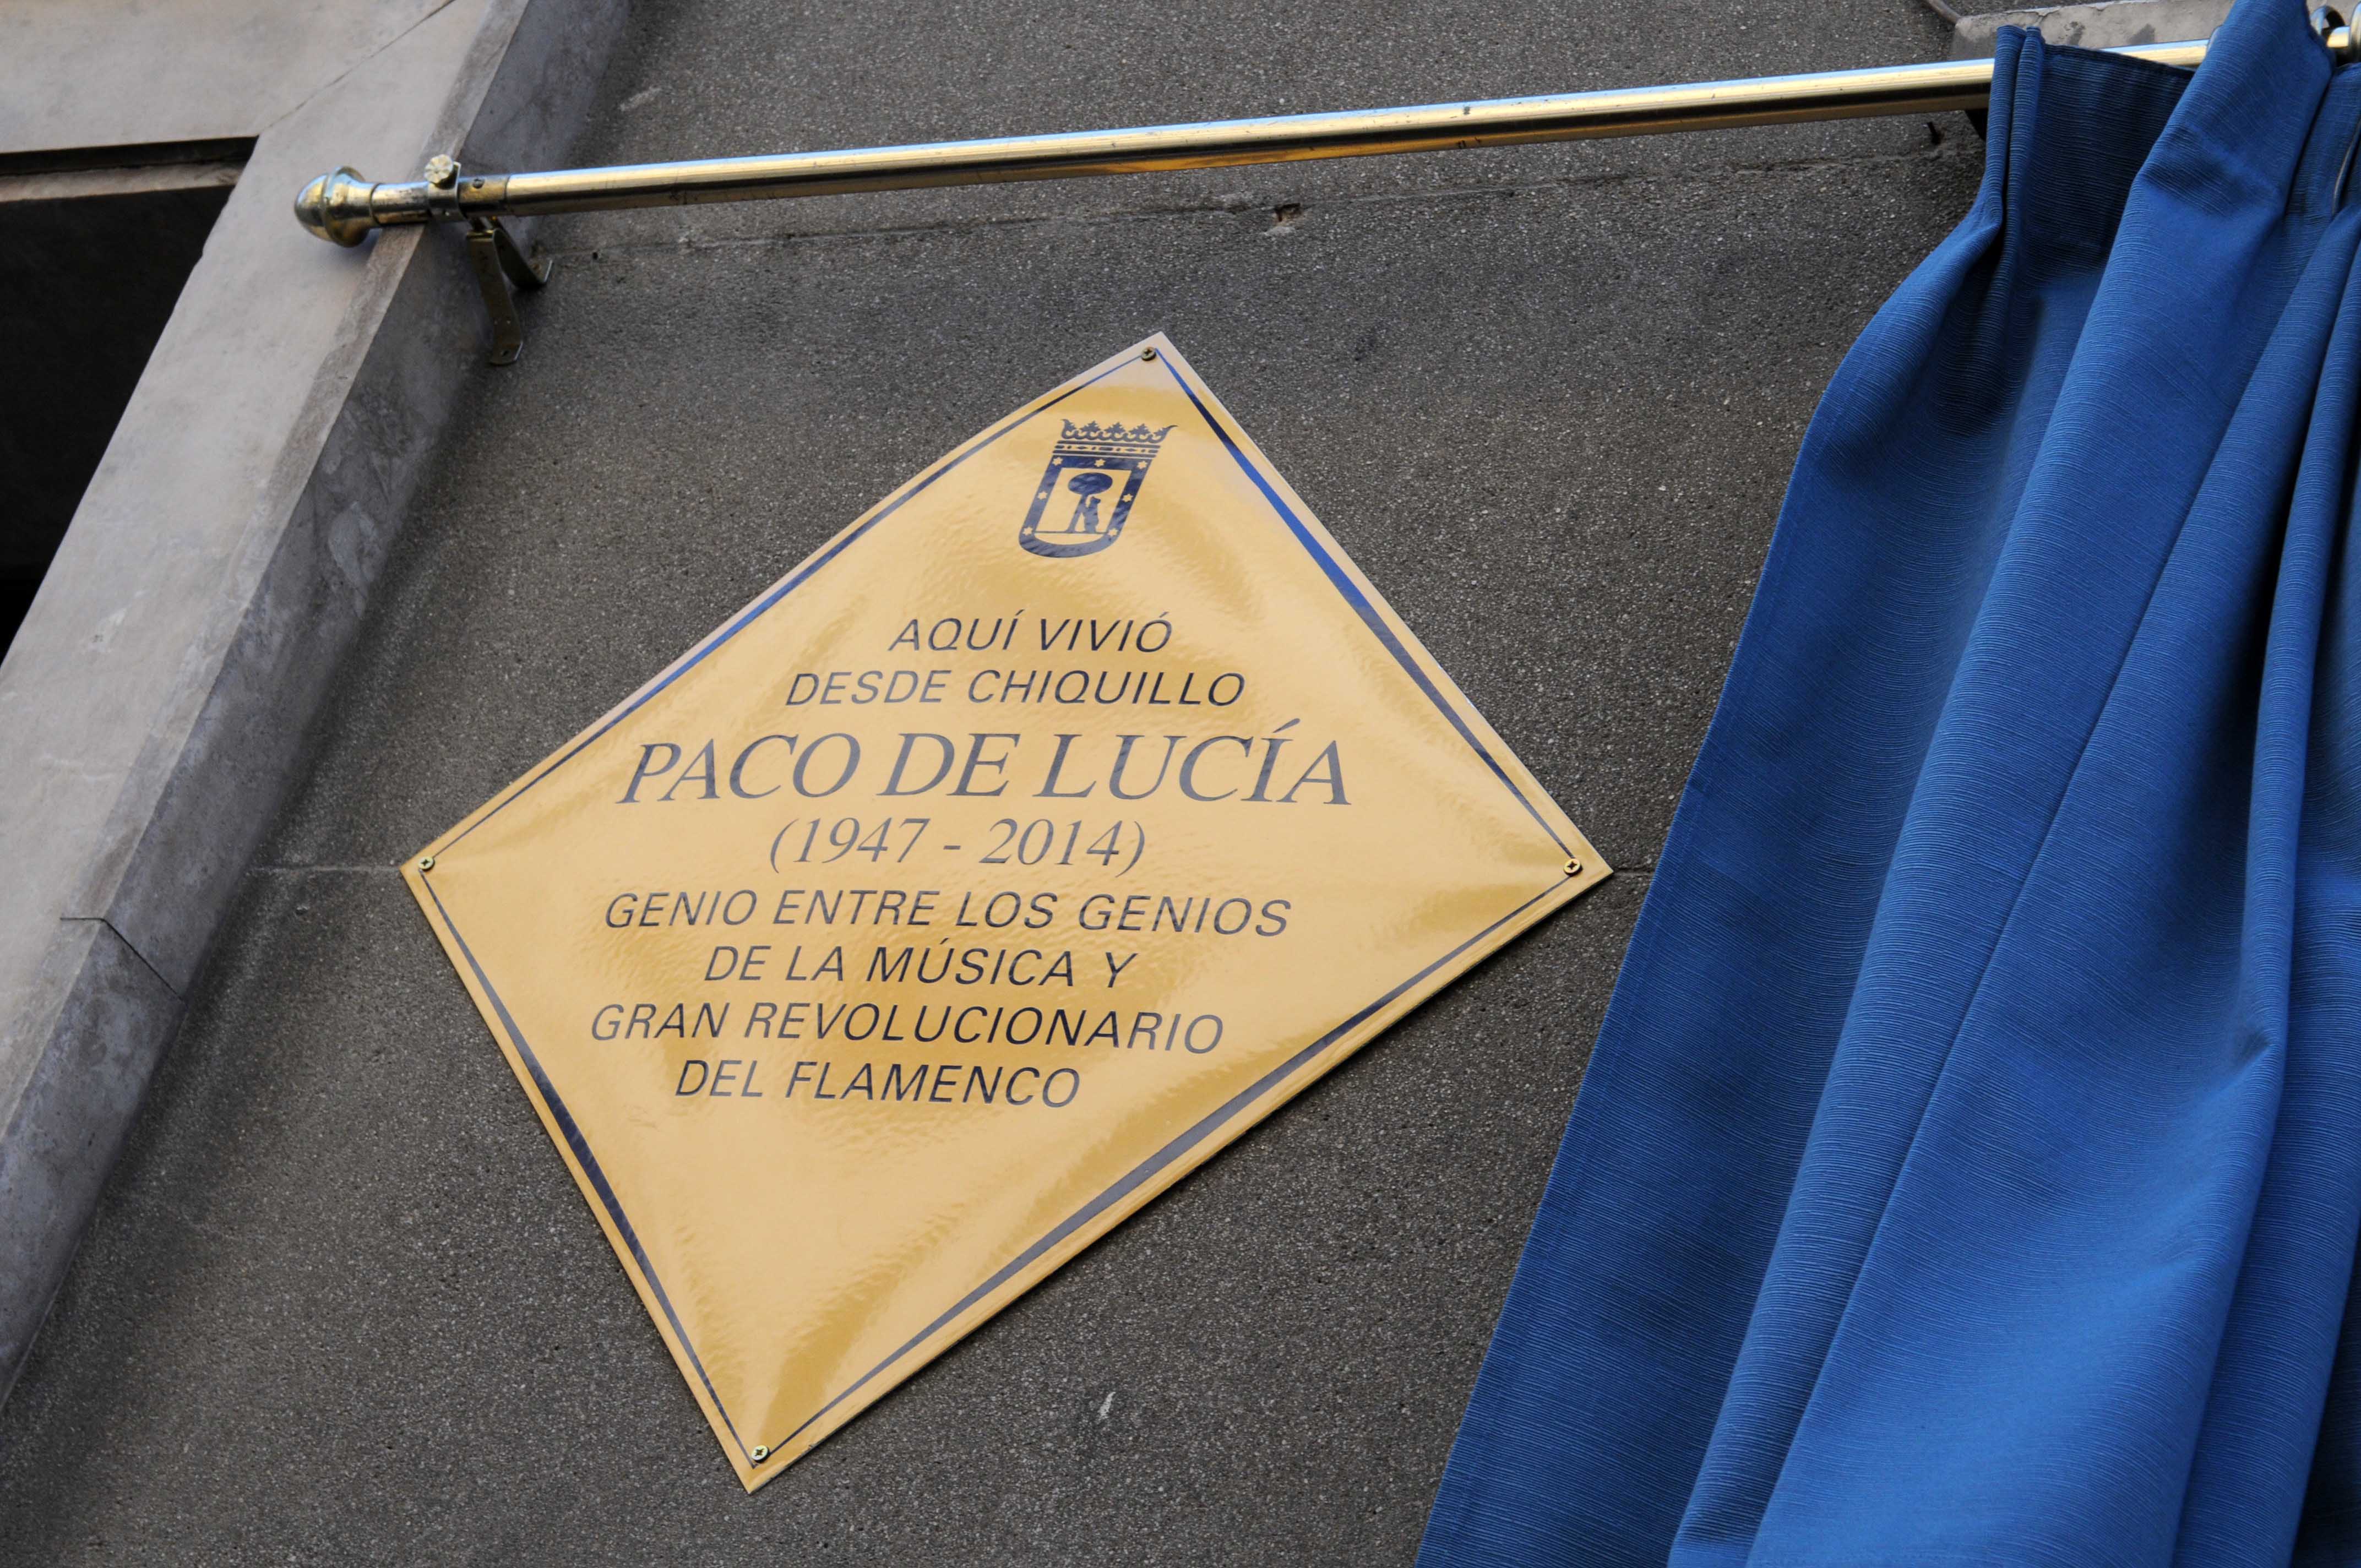 AQUÍ VIVIÓ
DESDE CHIQUILLO
PACO DE LUCÍA
(1947 - 2014)
GENIO ENTRE LOS GENIOS
DE LA MÚSICA Y
GRAN REVOLUCIONARIO
DEL FLAMENCO